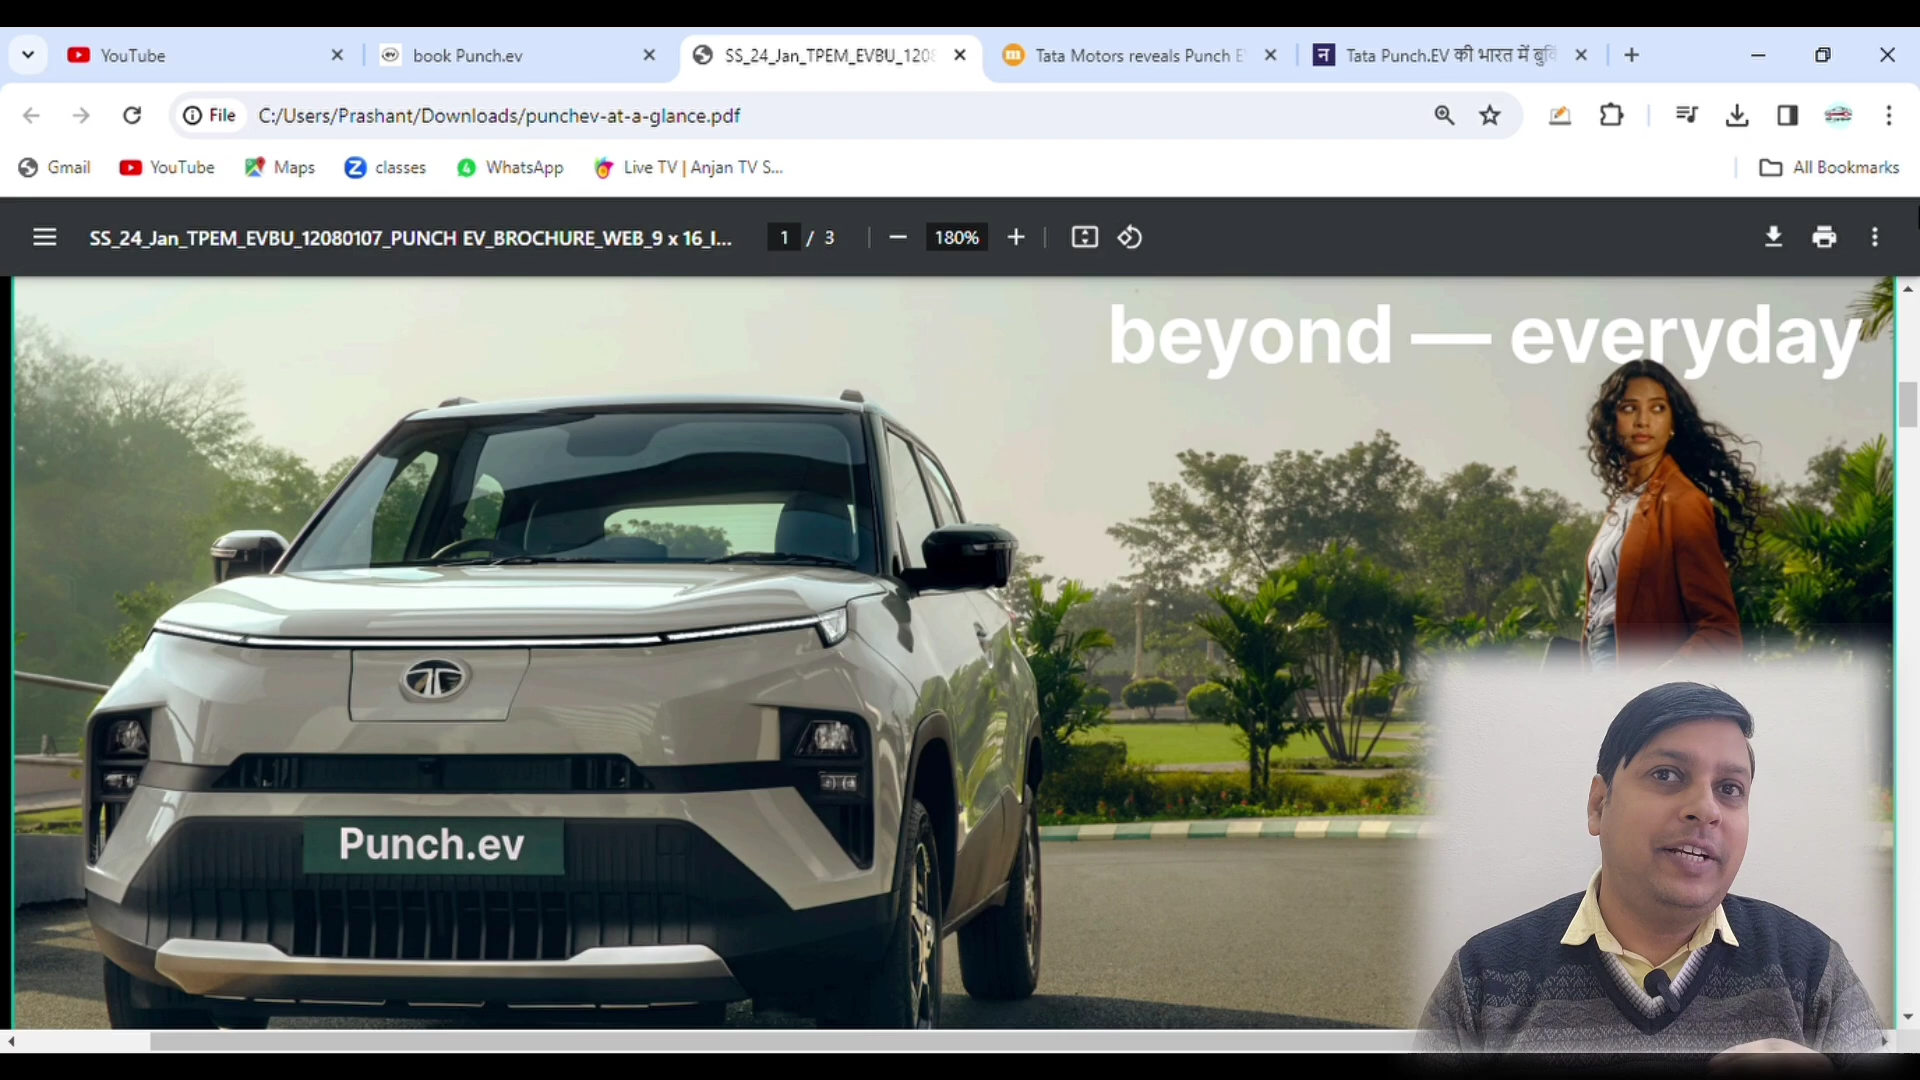 YouTube
book Punch.ev
SS_24_Jan_TPEM_EVBU_1208
Tata Motors reveals Punch E
Tata Punch.EV की भारत में बुकिं
File
C:/Users/Prashant/Downloads/punchev-at-a-glance.pdf
Gmail
YouTube
Maps
classes
WhatsApp
Live TV | Anjan TV S...
All Bookmarks
SS_24_Jan_TPEM_EVBU_12080107_PUNCH EV_BROCHURE_WEB_9 x 16_I...
1 / 3
180%
beyond — everyday
Punch.ev